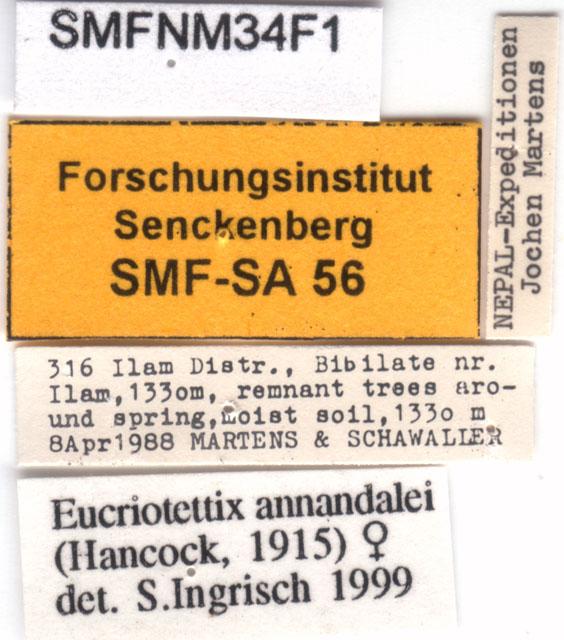 SMFNM34F1
Forschungsinstitut
Senckenberg
SMF-SA 56
NEPAL-Expeditionen
Jochen Martens
316 Ilam Distr., Bibilate nr.
Ilam,133om, remnant trees aro-
und spring,moist soil,133o m
8Apr1988 MARTENS & SCHAWALLER
Eucriotettix annandalei
(Hancock, 1915) ♀
det. S.Ingrisch 1999